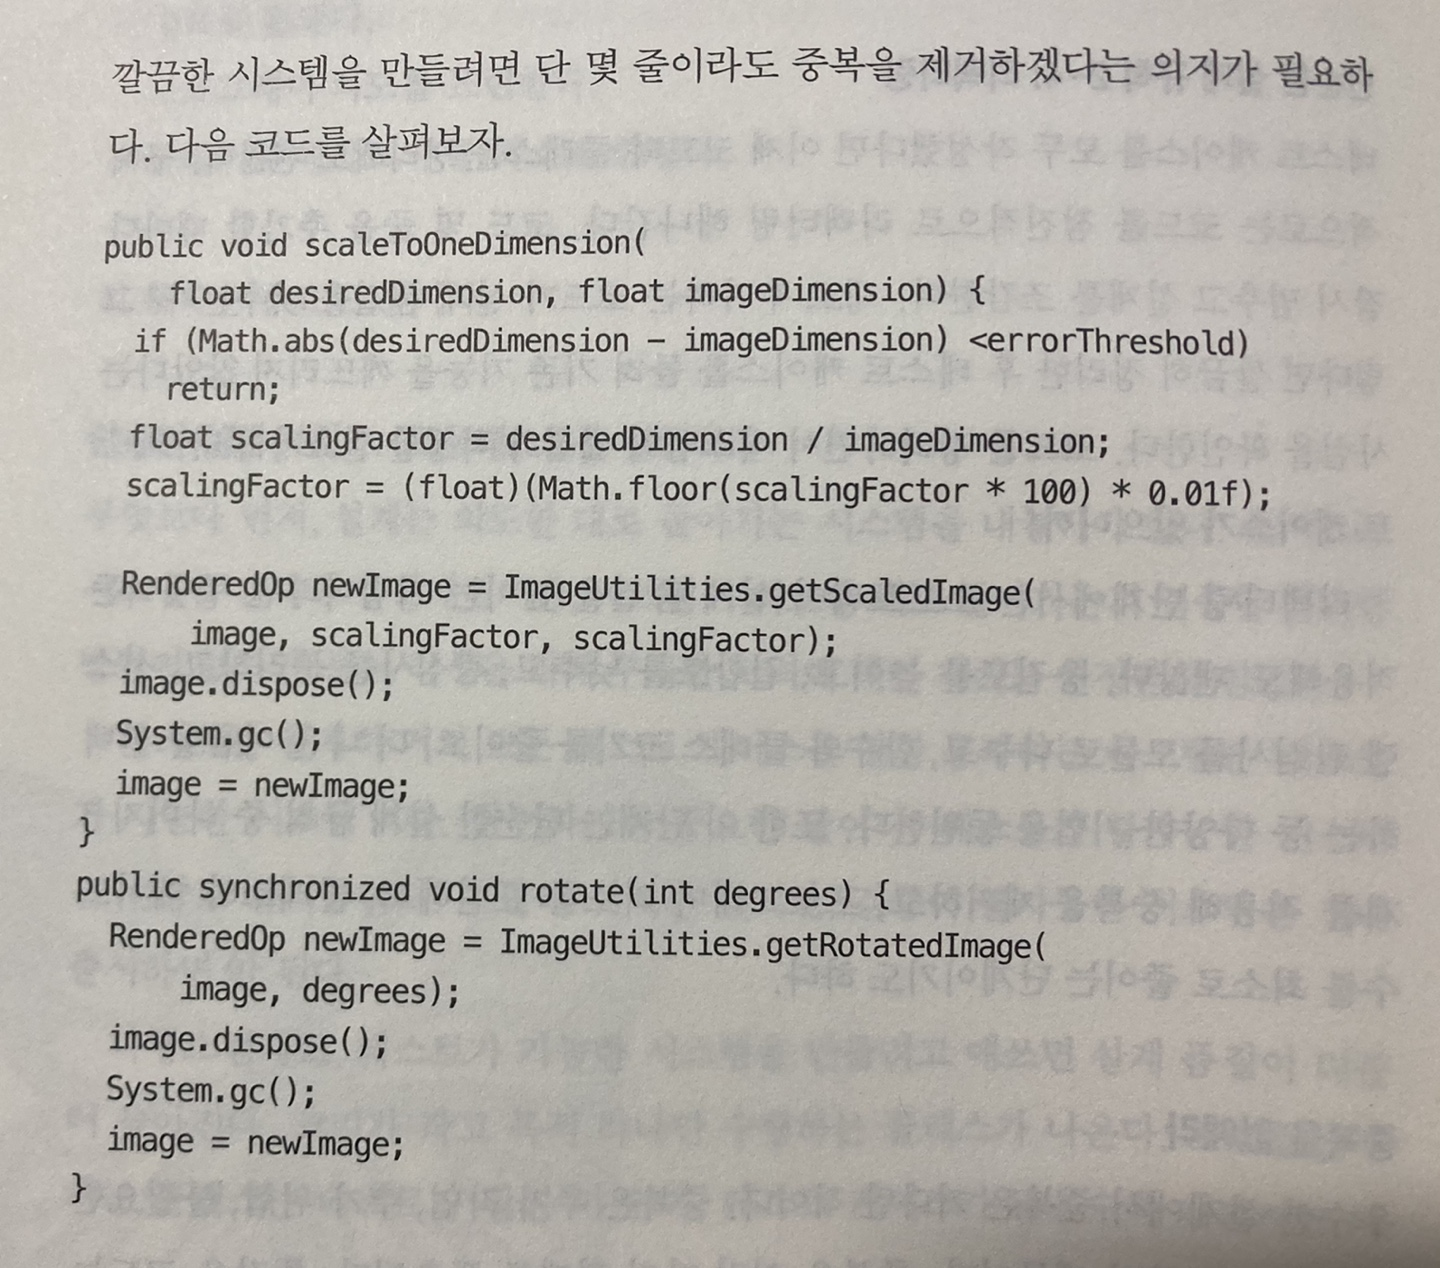 깔끔한 시스템을 만들려면 단 몇 줄이라도 중복을 제거하겠다는 의지가 필요하
다. 다음 코드를 살펴보자.
public void scaleToOneDimension(
float desiredDimension, float imageDimension) {
if (Math.abs(desiredDimension – imageDimension) <errorThreshold)
return;
float scalingFactor = desiredDimension / imageDimension;
scalingFactor = (float)(Math.floor(scalingFactor * 100) * 0.01f);
RenderedOp newImage = ImageUtilities.getScaledImage(
image, scalingFactor, scalingFactor);
image.dispose();
System.gc();
image = newImage;
}
public synchronized void rotate(int degrees) {
RenderedOp newImage = ImageUtilities.getRotatedImage(
image, degrees);
image.dispose();
System.gc();
image = newImage;
}